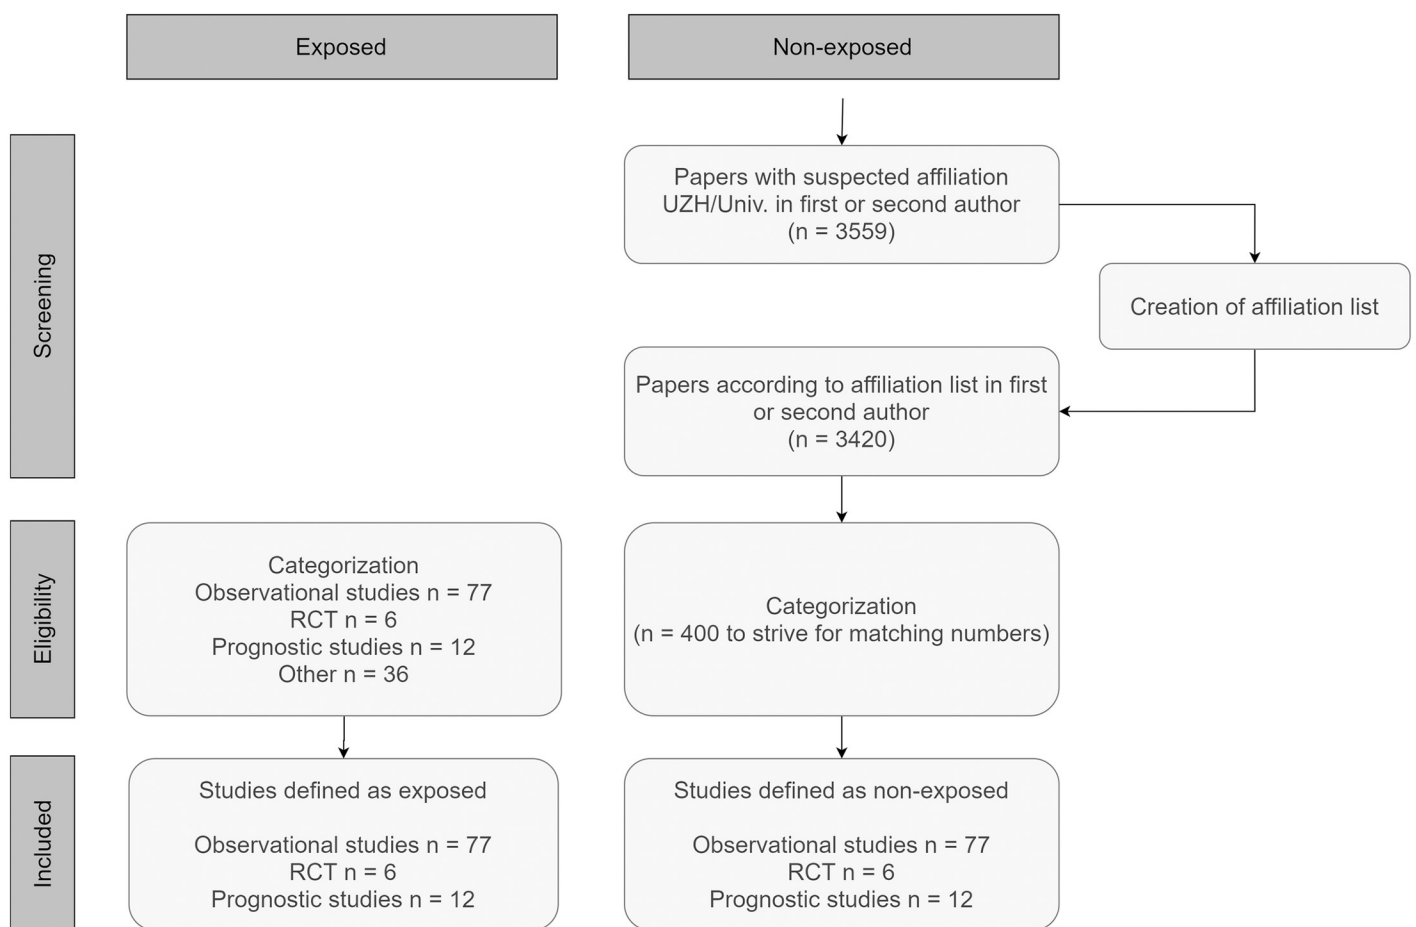 Exposed
Non-exposed
Screening
Papers with suspected affiliation
UZH/Univ. in first or second author
(n = 3559)
Creation of affiliation list
Papers according to affiliation list in first
or second author
(n = 3420)
Eligibility
Categorization
Observational studies n = 77
RCT n = 6
Prognostic studies n = 12
Other n = 36
Categorization
(n = 400 to strive for matching numbers)
Included
Studies defined as exposed
Observational studies n = 77
RCT n = 6
Prognostic studies n = 12
Studies defined as non-exposed
Observational studies n = 77
RCT n = 6
Prognostic studies n = 12